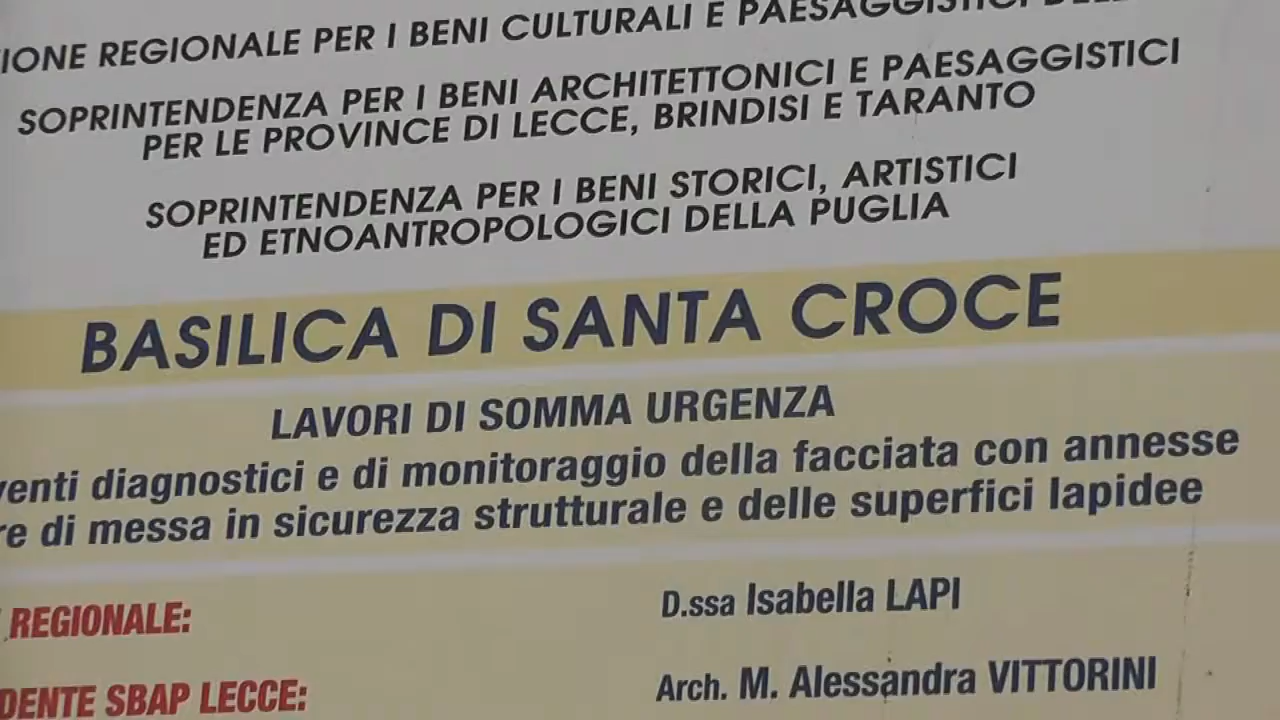 REGIONALE PER I BENI CULTURALI E PAESAGGISTICI
SOPRINTENDENZA PER I BENI ARCHITETTONICI E PAESAGGISTICI
PER LE PROVINCE DI LECCE, BRINDISI E TARANTO
SOPRINTENDENZA PER I BENI STORICI, ARTISTICI
ED ETNOANTROPOLOGICI DELLA PUGLIA
BASILICA DI SANTA CROCE
LAVORI DI SOMMA URGENZA
venti diagnostici e di monitoraggio della facciata con annesse
re di messa in sicurezza strutturale e delle superfici lapidee
REGIONALE: D.ssa Isabella LAPI
DENTE SBAP LECCE: Arch. M. Alessandra VITTORINI